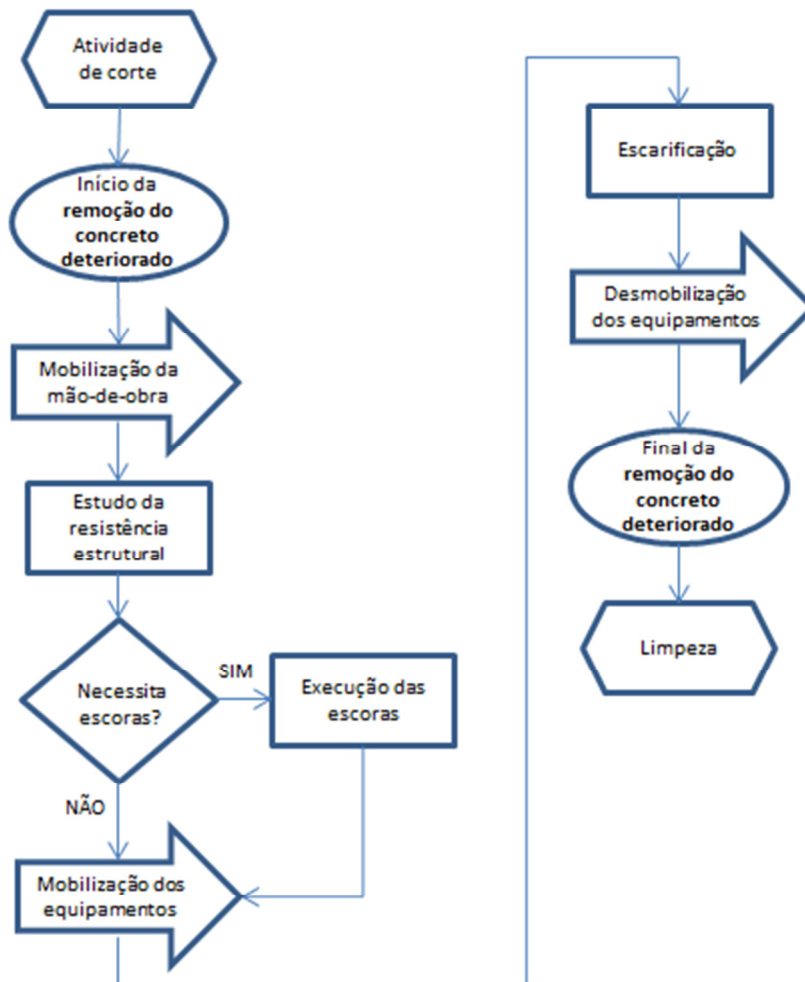 Atividade
de corte
Início da
remoção do
concreto
deteriorado
Mobilização da
mão-de-obra
Estudo da
resistência
estrutural
Necessita
escoras?
SIM
Execução das
escoras
NÃO
Mobilização dos
equipamentos
Escarificação
Desmobilização
dos equipamentos
Final da
remoção do
concreto
deteriorado
Limpeza